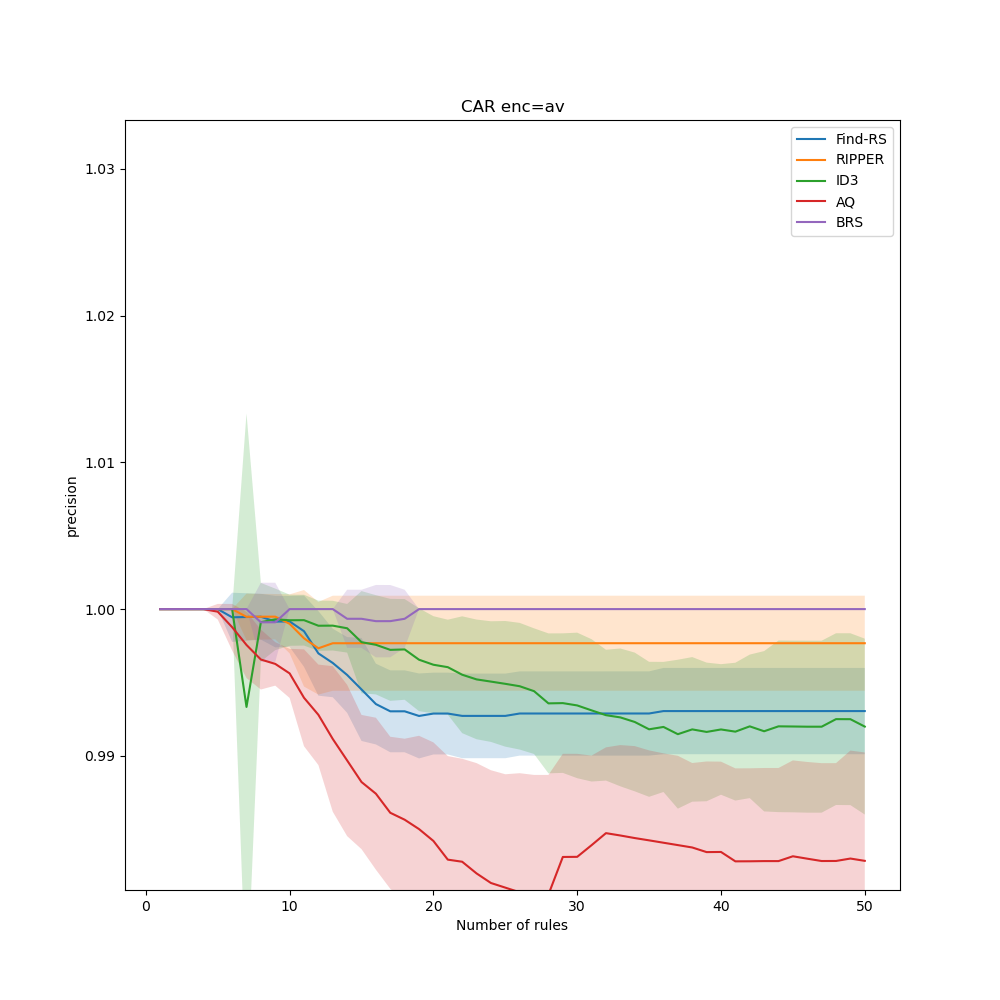 CAR enc=av
Find-RS
RIPPER
ID3
AQ
BRS
1.03
1.02
1.01
1.00
0.99
precision
0 10 20 30 40 50
Number of rules